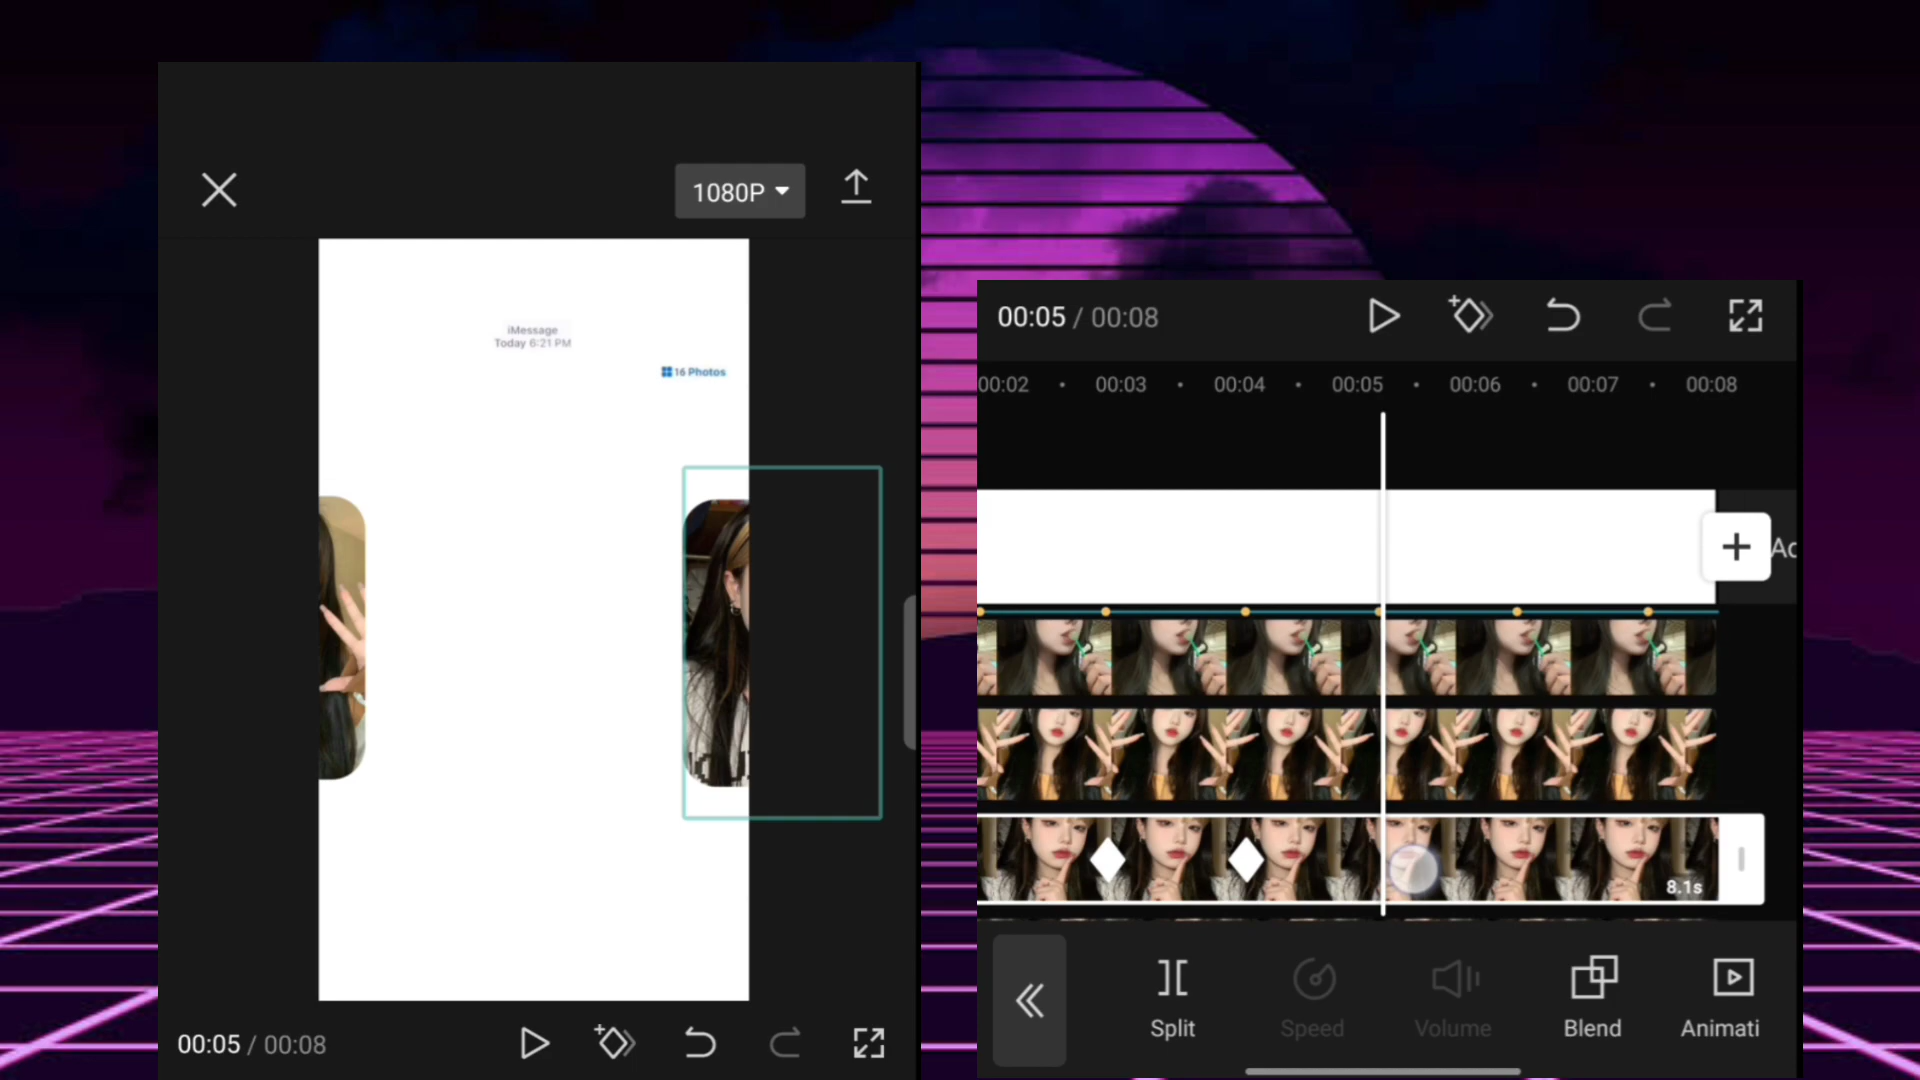 1080P
iMessage
Today 6:21 PM
16 Photos
00:05 / 00:08
00:05 / 00:08
00:02 00:03 00:04 00:05 00:06 00:07 00:08
Ad
8.1s
Split Speed Volume Blend Animati